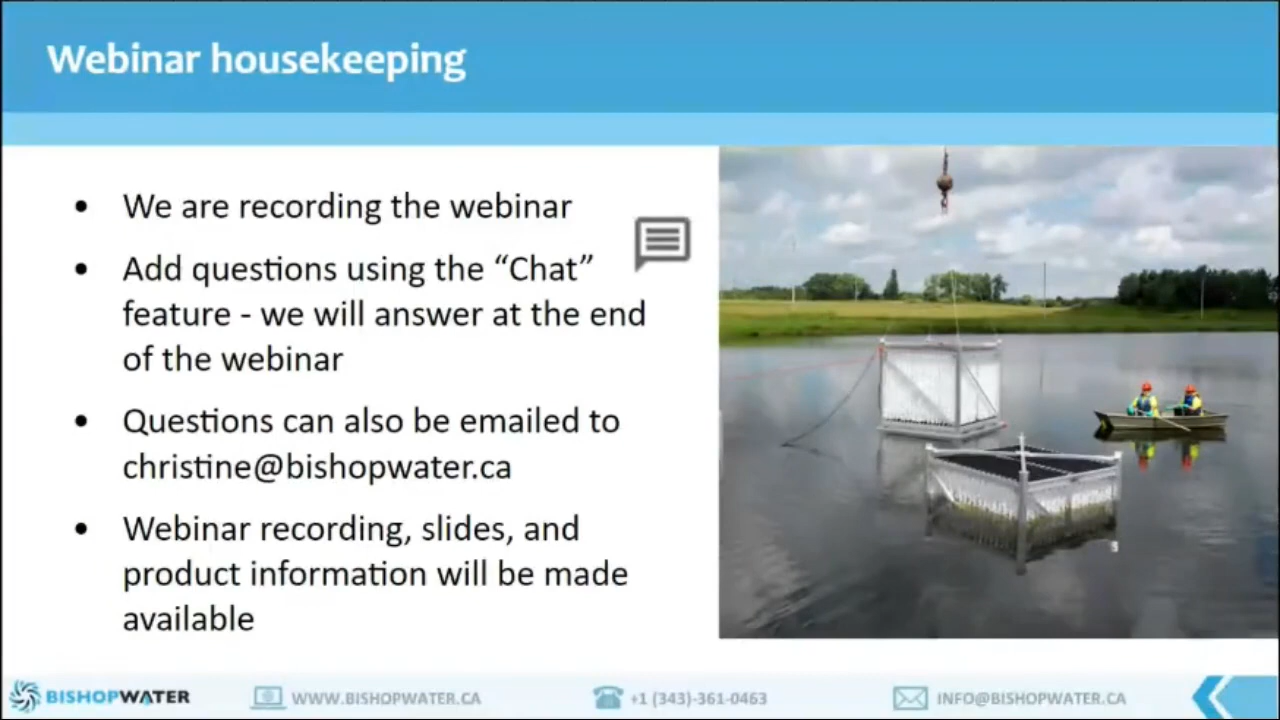 Webinar housekeeping
• We are recording the webinar
• Add questions using the “Chat”
feature - we will answer at the end
of the webinar
• Questions can also be emailed to
christine@bishopwater.ca
• Webinar recording, slides, and
product information will be made
available
BISHOPWATER WWW.BISHOPWATER.CA +1 (343)-361-0463 INFO@BISHOPWATER.CA